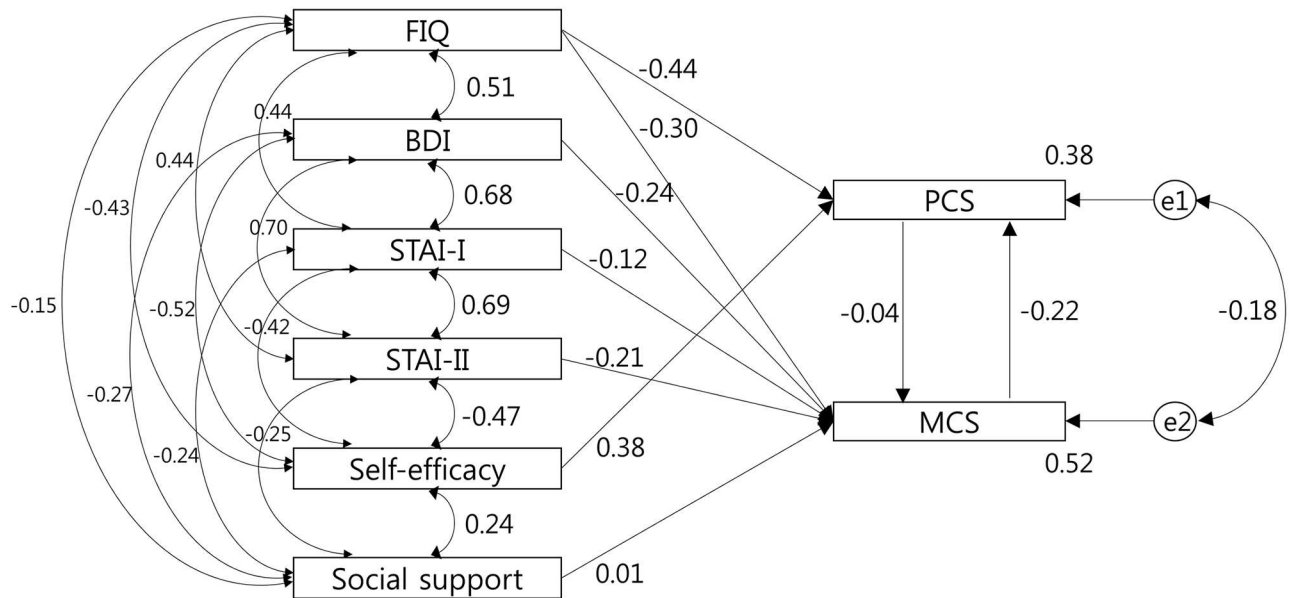 FIQ
-0.44
0.51
0.44
-0.30
BDI
0.44
0.38
0.68
-0.24
PCS
e1
-0.43
0.70
STAI-I
-0.12
-0.15
-0.52
0.69
-0.04
-0.22
-0.18
-0.42
STAI-II
-0.21
-0.27
-0.47
MCS
e2
-0.25
-0.24
0.38
0.52
Self-efficacy
0.24
Social support
0.01